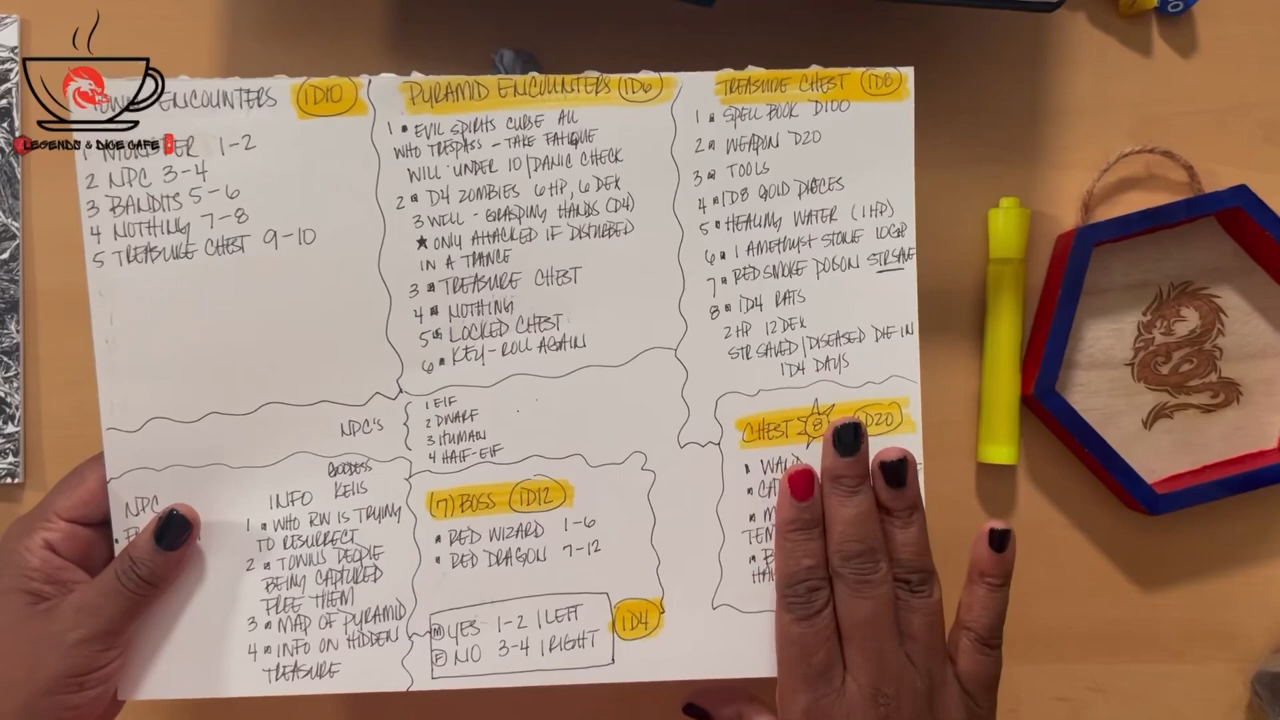 LEGENDS & DICE CAFE
ENCOUNTERS 1D10
1 MONSTER 1-2
2 NPC 3-4
3 BANDITS 5-6
4 NOTHING 7-8
5 TREASURE CHEST 9-10
PYRAMID ENCOUNTERS (1D6)
1 EVIL SPIRITS CURSE ALL
WHO TRESPASS - TAKE FATIGUE
WILL UNDER 10/PANIC CHECK
2 D4 ZOMBIES 6HP, 6 DEX
3 WILL - GRASPING HANDS (D4)
★ ONLY ATTACKED IF DISTURBED
IN A TRANCE
3 TREASURE CHEST
4 NOTHING
5 LOCKED CHEST
6 KEY - ROLL AGAIN
TREASURE CHEST (1D8)
1 SPELL BOOK D100
2 WEAPON D20
3 TOOLS
4 1D8 GOLD PIECES
5 HEALING WATER (1HP)
6 1 AMETHYST STONE 10GP
7 RED SMOKE POISON STRSAVE
8 1D4 RATS
2HP 12DEX
STR SAVED/DISEASED DIE IN
1D4 DAYS
NPC'S
1 ELF
2 DWARF
3 HUMAN
4 HALF-ELF
CHEST 8 D20
NPC
INFO
GODESS
KELIS
1 WHO RW IS TRYING
TO RESURRECT
2 TOWNS PEOPLE
BEING CAPTURED
FREE THEM
3 MAP OF PYRAMID
4 INFO ON HIDDEN
TREASURE
(7) BOSS (1D12)
RED WIZARD 1-6
RED DRAGON 7-12
(M) YES 1-2 1 LEFT
(F) NO 3-4 1 RIGHT
1D4